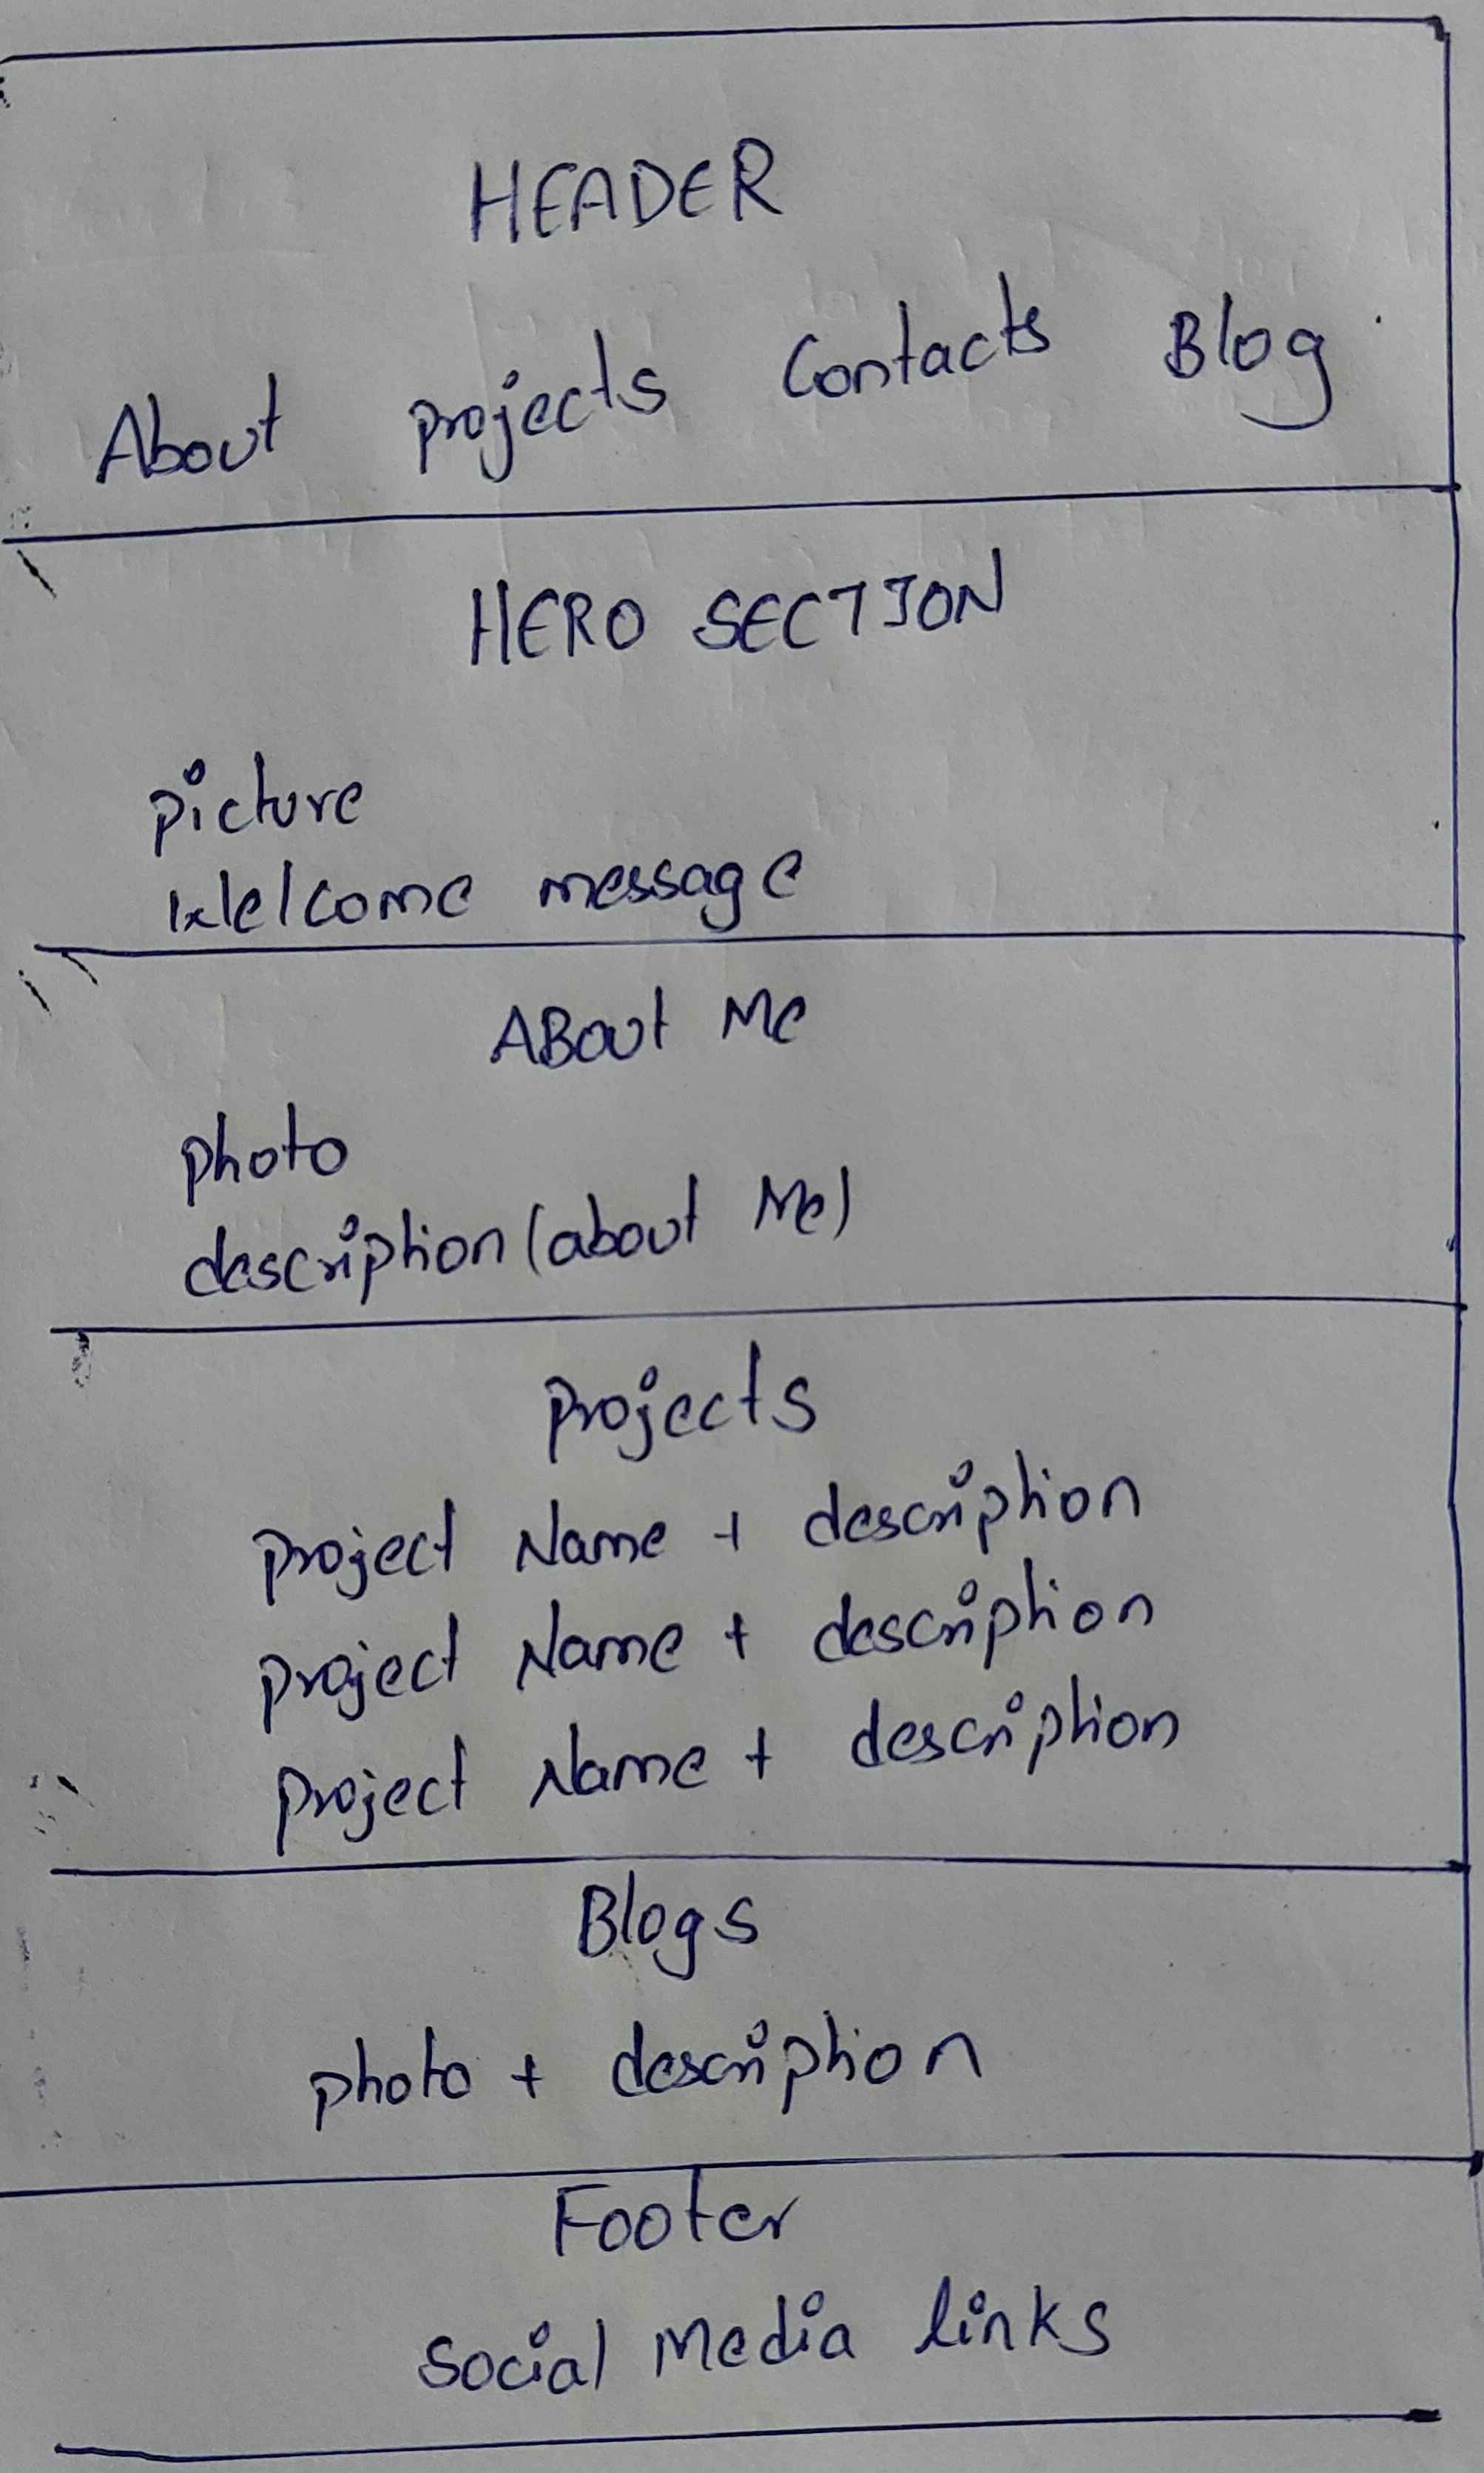 HEADER
About projects Contacts Blog
HERO SECTION
picture
Welcome message
ABout Me
photo
description (about Me)
projects
project Name + description
project Name + description
project Name + description
Blogs
photo + description
Footer
Social Media links